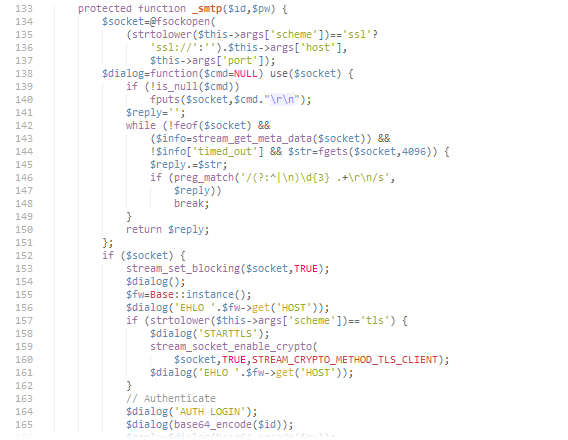 133 protected function _smtp($id,$pw) {
134 $socket=@fsockopen(
135 (strtolower($this->args['scheme'])=='ssl'?
136 'ssl://':'').$this->args['host'],
137 $this->args['port']);
138 $dialog=function($cmd=NULL) use($socket) {
139 if (!is_null($cmd))
140 fputs($socket,$cmd."\r\n");
141 $reply='';
142 while (!feof($socket) &&
143 ($info=stream_get_meta_data($socket)) &&
144 !$info['timed_out'] && $str=fgets($socket,4096)) {
145 $reply.=$str;
146 if (preg_match('/(?:^|\n)\d{3} .+\r\n/s',
147 $reply))
148 break;
149 }
150 return $reply;
151 };
152 if ($socket) {
153 stream_set_blocking($socket,TRUE);
154 $dialog();
155 $fw=Base::instance();
156 $dialog('EHLO '.$fw->get('HOST'));
157 if (strtolower($this->args['scheme'])=='tls') {
158 $dialog('STARTTLS');
159 stream_socket_enable_crypto(
160 $socket,TRUE,STREAM_CRYPTO_METHOD_TLS_CLIENT);
161 $dialog('EHLO '.$fw->get('HOST'));
162 }
163 // Authenticate
164 $dialog('AUTH LOGIN');
165 $dialog(base64_encode($id));